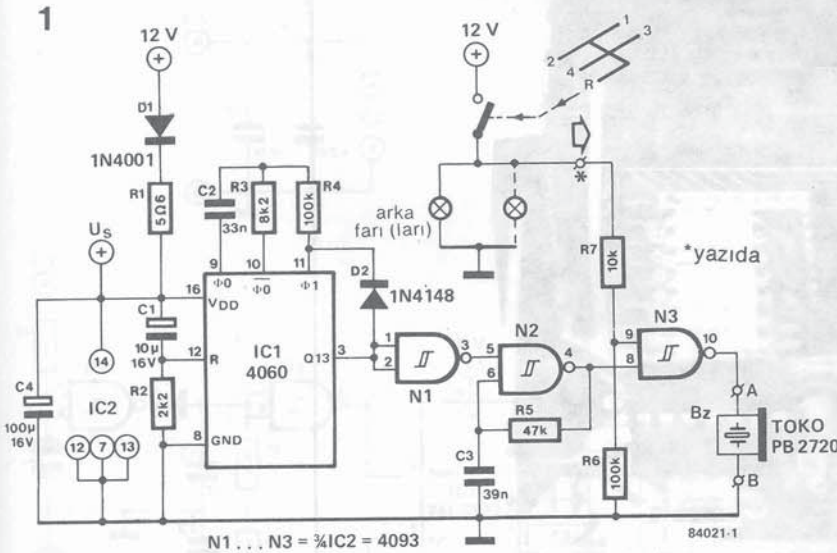 1
12 V
12 V
1
3
2
4
R
D1
1N4001
R1
5Ω6
C2
33n
R3
8k2
R4
100k
arka
farı (ları)
*
R7
10k
*yazıda
US
9
10
11
Φ0
Φ0
Φ1
D2
1N4148
16
VDD
C1
10µ
16V
14
IC1
4060
12
R
Q13
3
1
2
N1
3
N2
5
6
4
N3
9
8
10
A
C4
100µ
16V
R2
2k2
IC2
8
GND
12
7
13
R5
47k
C3
39n
R6
100k
Bz
TOKO
PB 2720
B
84021-1
N1 . . . N3 = ¾IC2 = 4093